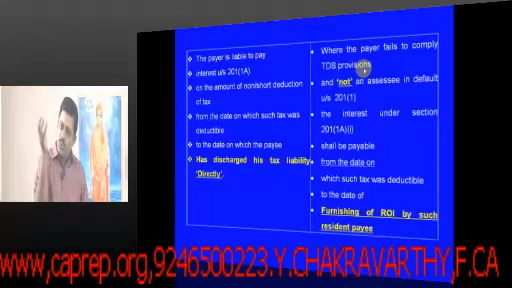 The payer is liable to pay
interest u/s 201(1A)
on the amount of non/short deduction
of tax
from the date on which such tax was
deductible
to the date on which the payee
Has discharged his tax liability
'Directly'.
Where the payer fails to comply
TDS provisions
and 'not' an assessee in default
u/s 201(1)
the interest under section
201(1A)(i)
shall be payable
from the date on
which such tax was deductible
to the date of
Furnishing of ROI by such
resident payee
www,caprep.org,9246500223.Y.CHAKRAVARTHY,F.CA